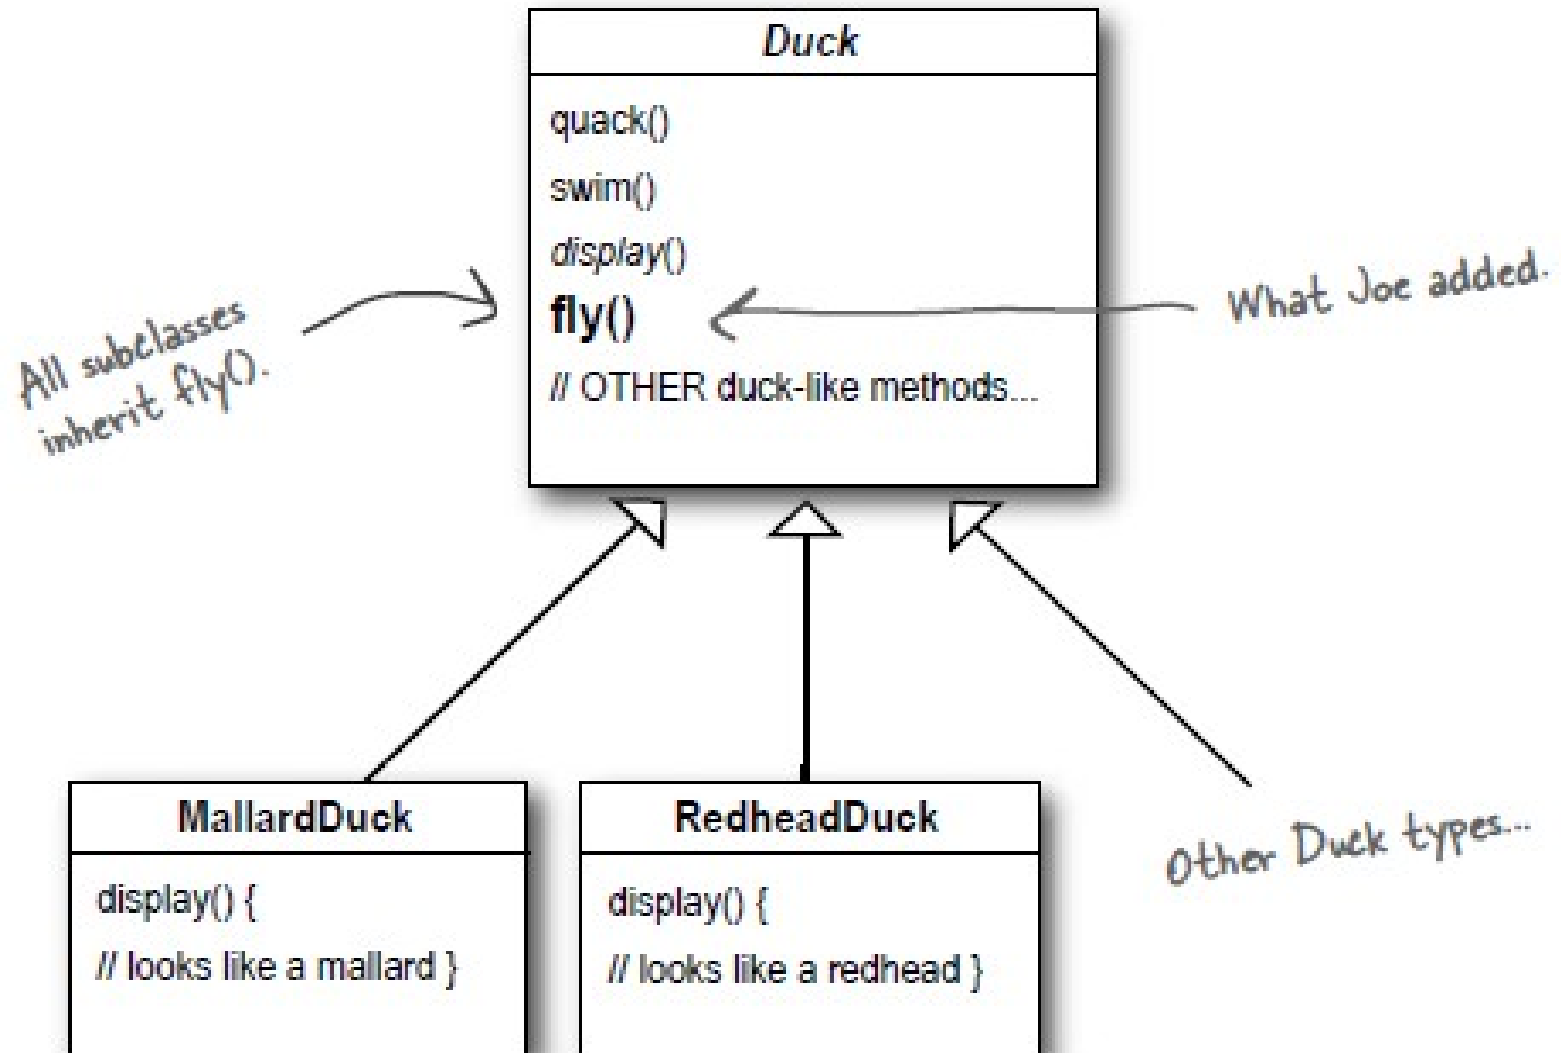 Duck
quack()
swim()
display()
fly()
// OTHER duck-like methods...
All subclasses
inherit fly().
What Joe added.
MallardDuck
display() {
// looks like a mallard }
RedheadDuck
display() {
// looks like a redhead }
Other Duck types...